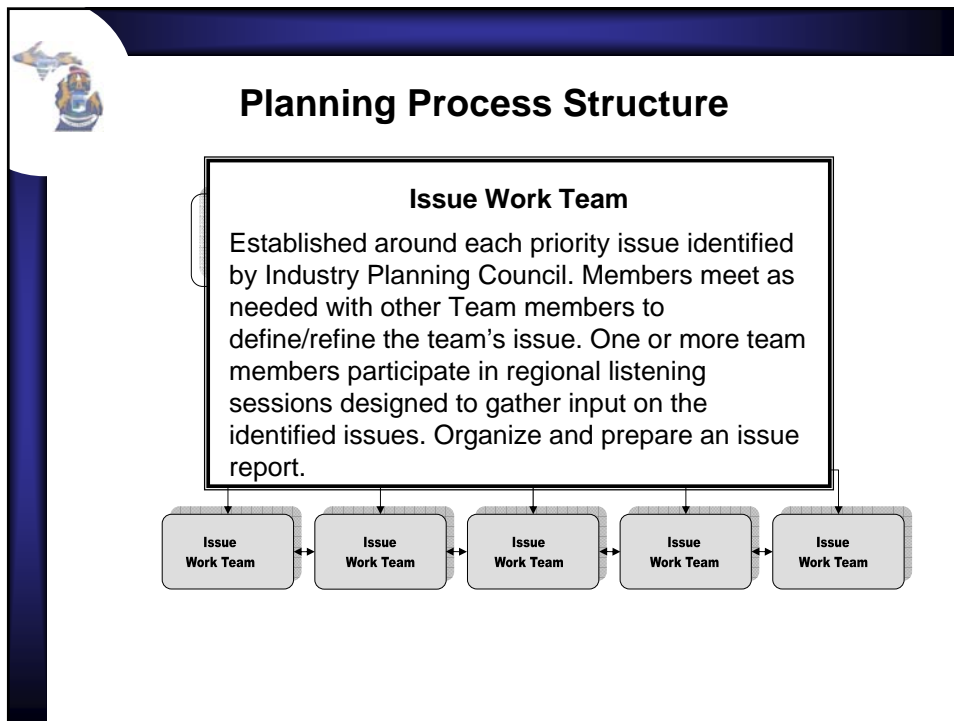 Planning Process Structure
Issue Work Team
Established around each priority issue identified
by Industry Planning Council. Members meet as
needed with other Team members to
define/refine the team’s issue. One or more team
members participate in regional listening
sessions designed to gather input on the
identified issues. Organize and prepare an issue
report.
Issue
Work Team
Issue
Work Team
Issue
Work Team
Issue
Work Team
Issue
Work Team